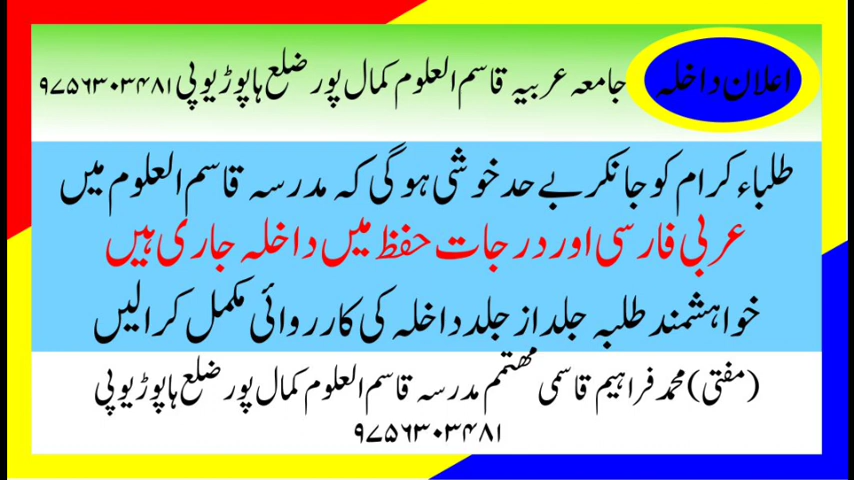 اعلان داخلہ
جامعہ عربیہ قاسم العلوم کمال پور ضلع ہاپوڑ یوپی ۹۷۵۶۳۰۳۴۸۱
طلباء کرام کو جانکر بے حد خوشی ہوگی کہ مدرسہ قاسم العلوم میں
عربی فارسی اور درجات حفظ میں داخلہ جاری ہیں
خواہشمند طلبہ جلد از جلد داخلہ کی کارروائی مکمل کرالیں
(مفتی) محمد فراہیم قاسمی مھتمم مدرسہ قاسم العلوم کمال پور ضلع ہاپوڑ یوپی
۹۷۵۶۳۰۳۴۸۱